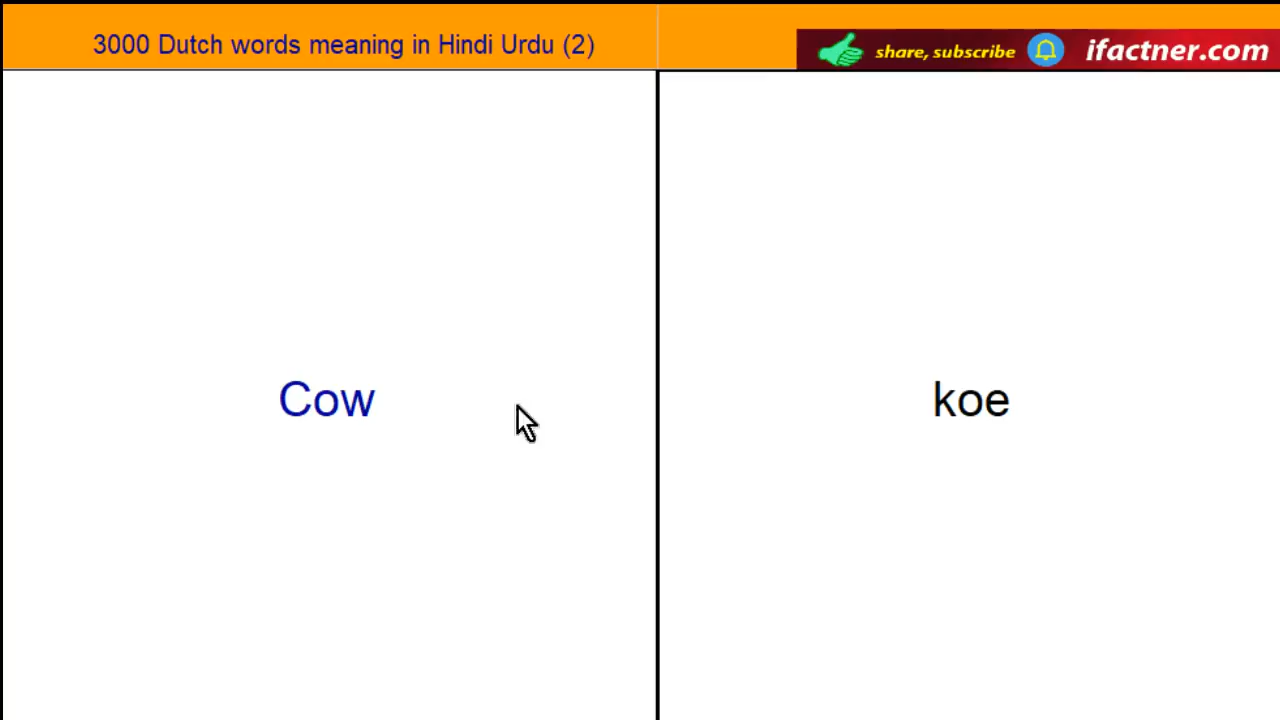 3000 Dutch words meaning in Hindi Urdu (2)
share, subscribe
ifactner.com
Cow
koe